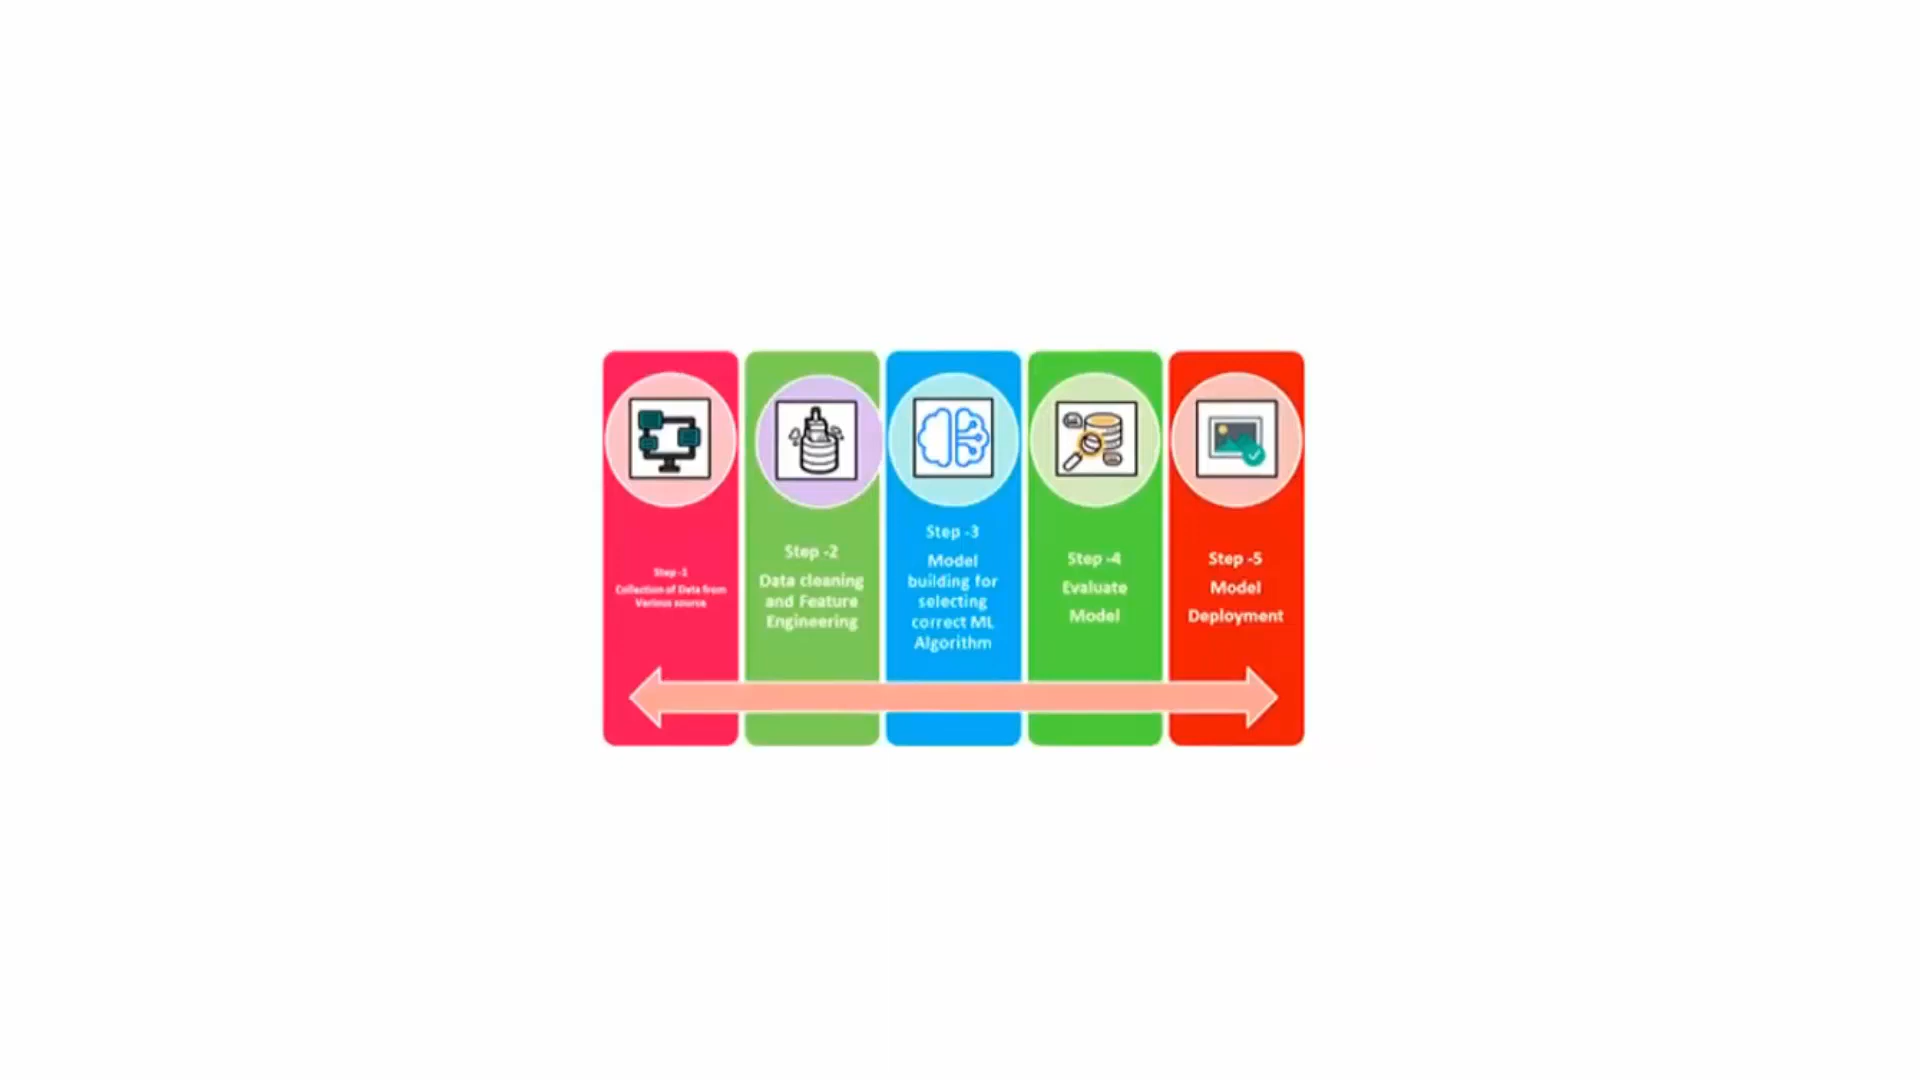 Step -1
Collection of Data from
Various source
Step -2
Data cleaning
and Feature
Engineering
Step -3
Model
building for
selecting
correct ML
Algorithm
Step -4
Evaluate
Model
Step -5
Model
Deployment